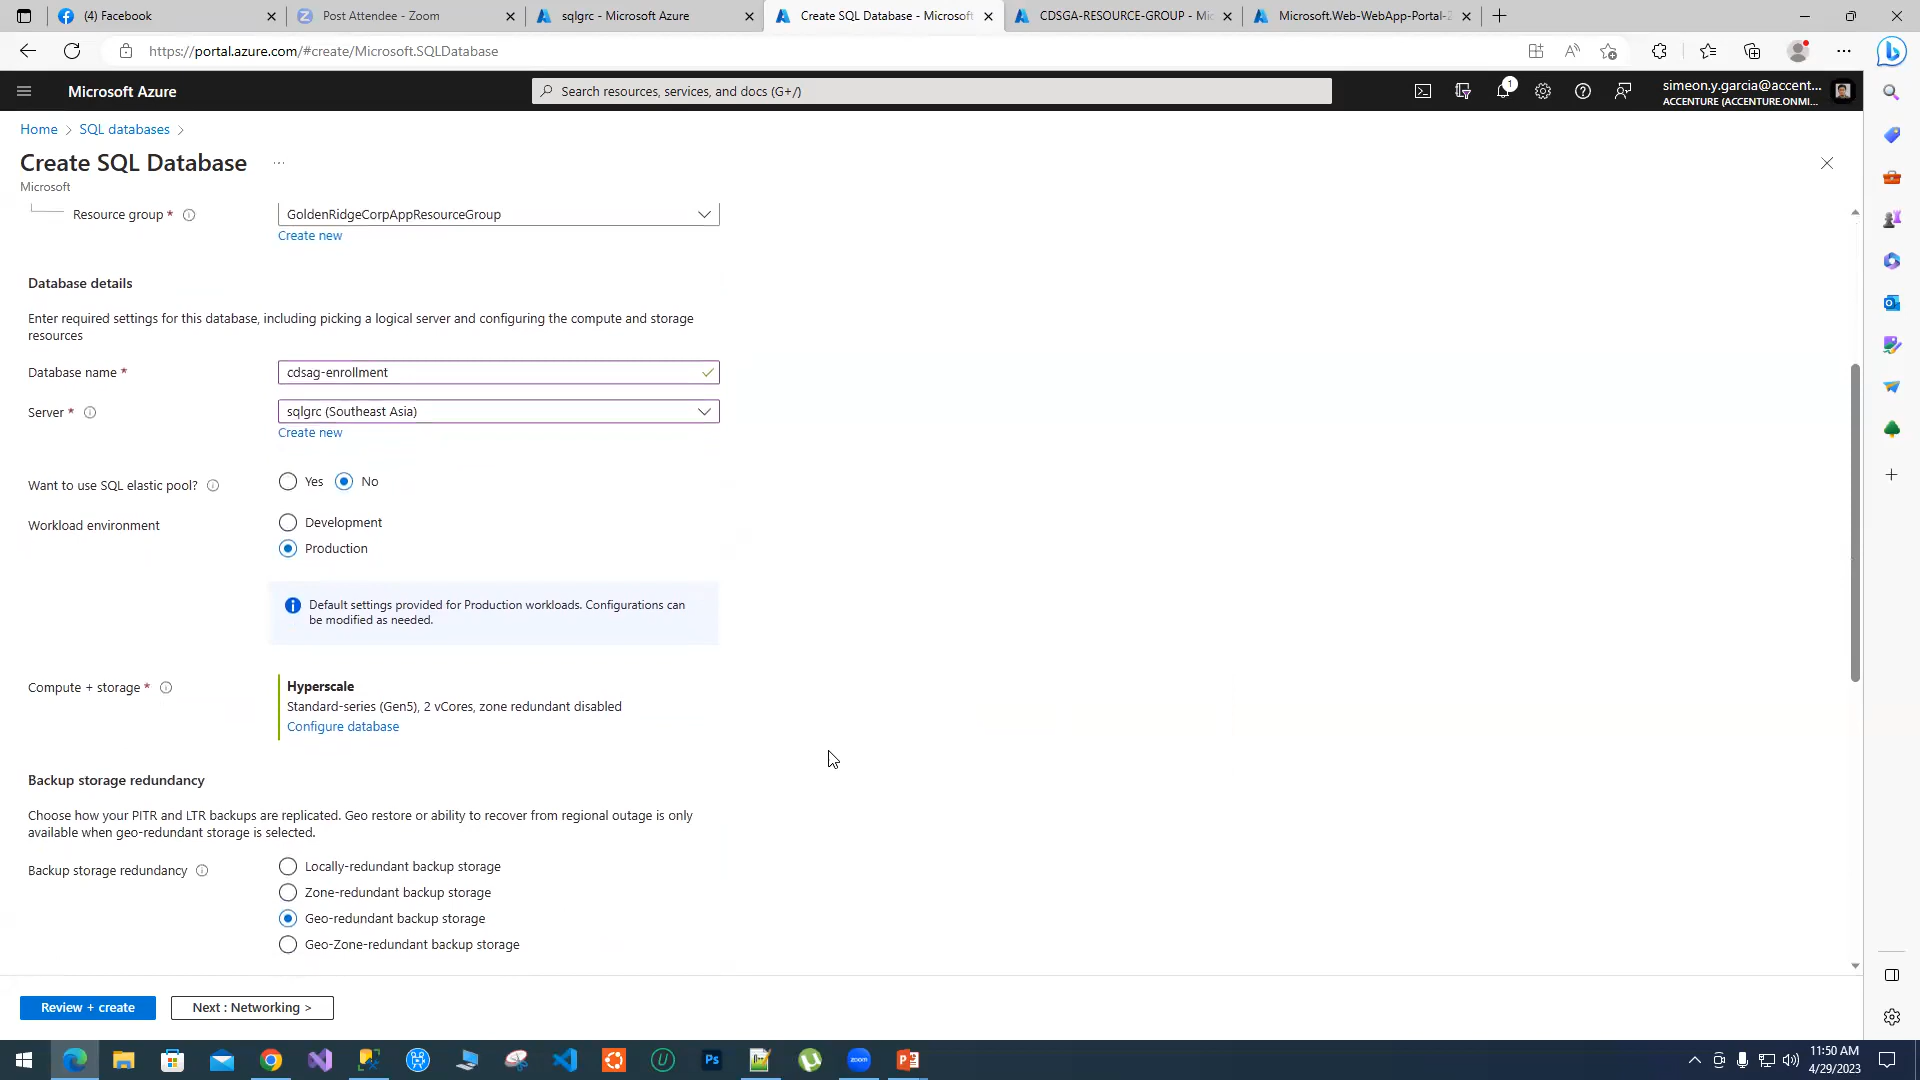 (4) Facebook
Post Attendee - Zoom
sqlgrc - Microsoft Azure
Create SQL Database - Microsoft
CDSGA-RESOURCE-GROUP - Mic
Microsoft.Web-WebApp-Portal-2
https://portal.azure.com/#create/Microsoft.SQLDatabase
Microsoft Azure
Search resources, services, and docs (G+/)
1
simeon.y.garcia@accent...
ACCENTURE (ACCENTURE.ONMI...
Home > SQL databases >
Create SQL Database ...
Microsoft
Resource group *
GoldenRidgeCorpAppResourceGroup
Create new
Database details
Enter required settings for this database, including picking a logical server and configuring the compute and storage
resources
Database name *
cdsag-enrollment
Server *
sqlgrc (Southeast Asia)
Create new
Want to use SQL elastic pool?
Yes
No
Workload environment
Development
Production
Default settings provided for Production workloads. Configurations can
be modified as needed.
Compute + storage *
Hyperscale
Standard-series (Gen5), 2 vCores, zone redundant disabled
Configure database
Backup storage redundancy
Choose how your PITR and LTR backups are replicated. Geo restore or ability to recover from regional outage is only
available when geo-redundant storage is selected.
Backup storage redundancy
Locally-redundant backup storage
Zone-redundant backup storage
Geo-redundant backup storage
Geo-Zone-redundant backup storage
Review + create
Next : Networking >
Ps
zoom
11:50 AM
4/29/2023